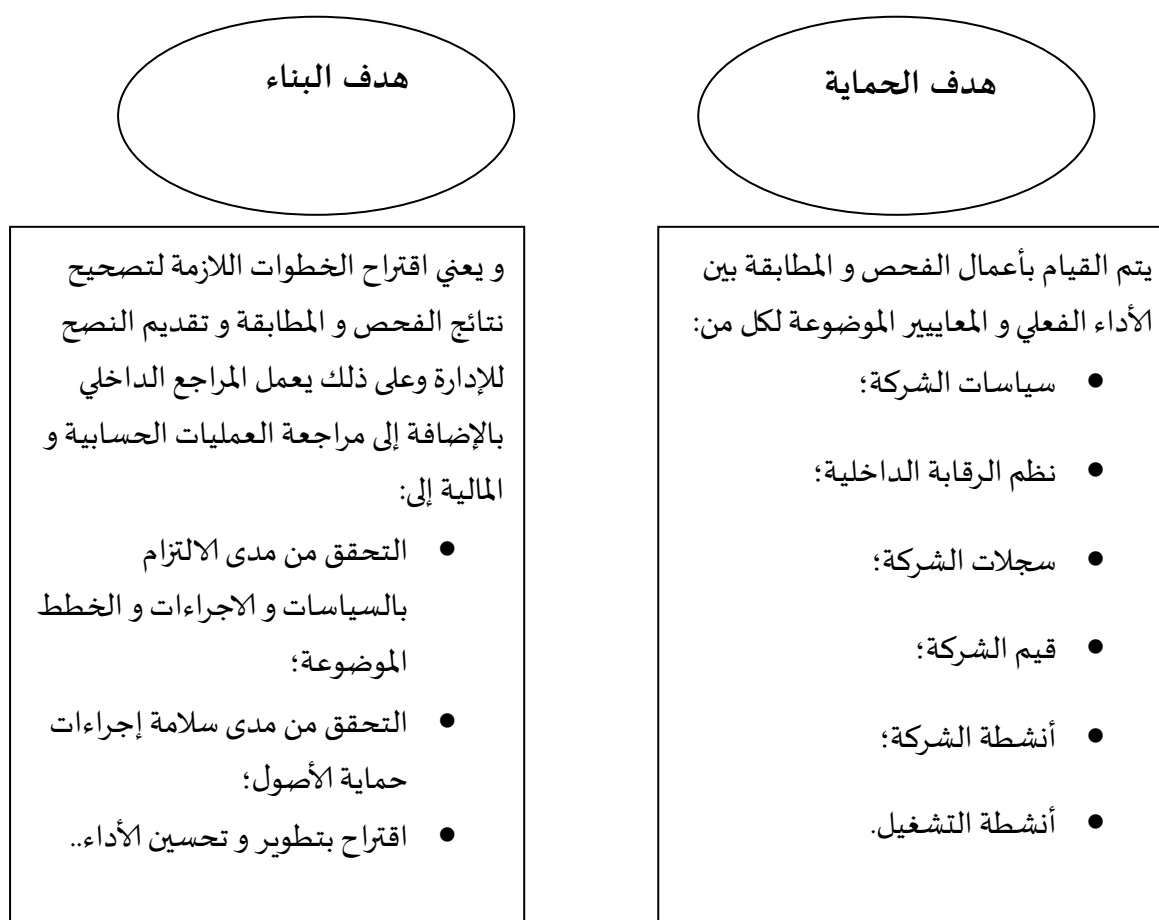 هدف الحماية
يتم القيام بأعمال الفحص و المطابقة بين
الأداء الفعلي و المعاييير الموضوعة لكل من:
● سياسات الشركة؛
● نظم الرقابة الداخلية؛
● سجلات الشركة؛
● قيم الشركة؛
● أنشطة الشركة؛
● أنشطة التشغيل.
هدف البناء
و يعني اقتراح الخطوات اللازمة لتصحيح
نتائج الفحص و المطابقة و تقديم النصح
للإدارة وعلى ذلك يعمل المراجع الداخلي
بالإضافة إلى مراجعة العمليات الحسابية و
المالية إلى:
● التحقق من مدى الالتزام
بالسياسات و الاجراءات و الخطط
الموضوعة؛
● التحقق من مدى سلامة إجراءات
حماية الأصول؛
● اقتراح بتطوير و تحسين الأداء..